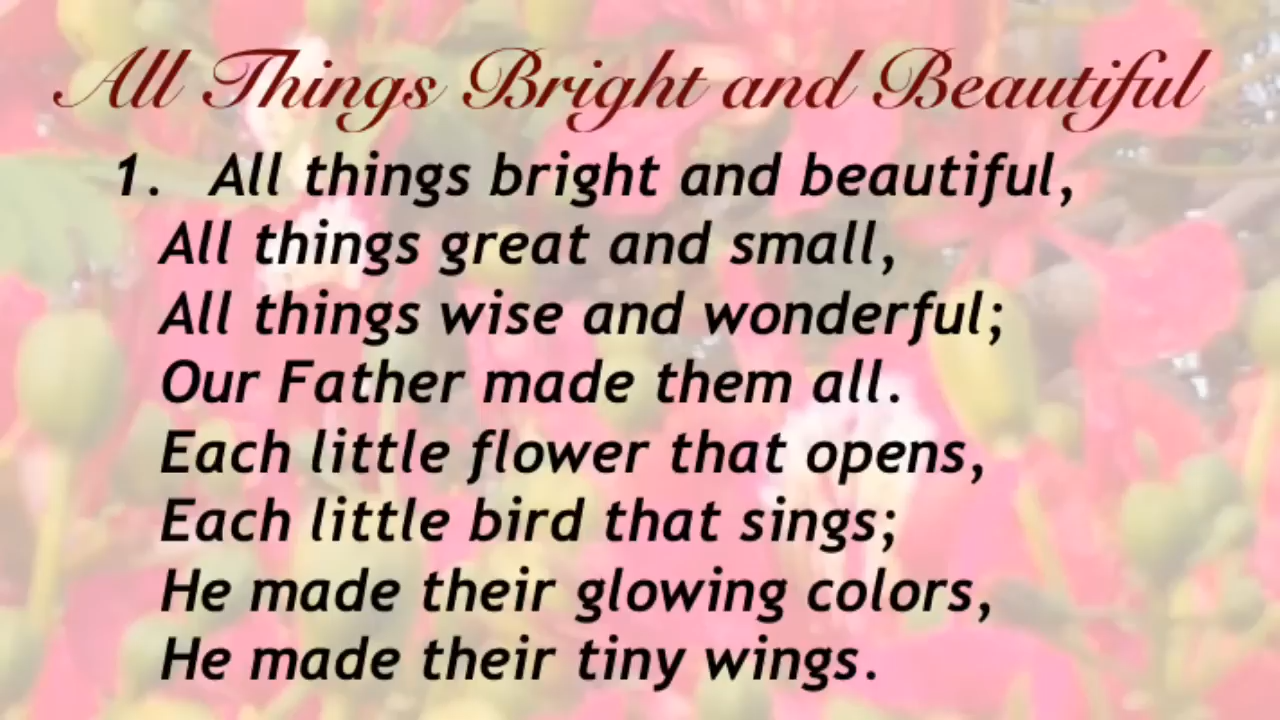 All Things Bright and Beautiful
1. All things bright and beautiful,
All things great and small,
All things wise and wonderful;
Our Father made them all.
Each little flower that opens,
Each little bird that sings;
He made their glowing colors,
He made their tiny wings.